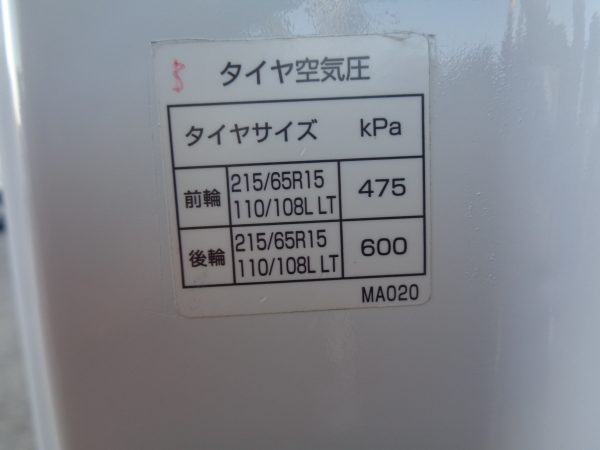 タイヤ空気圧
タイヤサイズ kPa
前輪 215/65R15 110/108L LT 475
後輪 215/65R15 110/108L LT 600
MA020